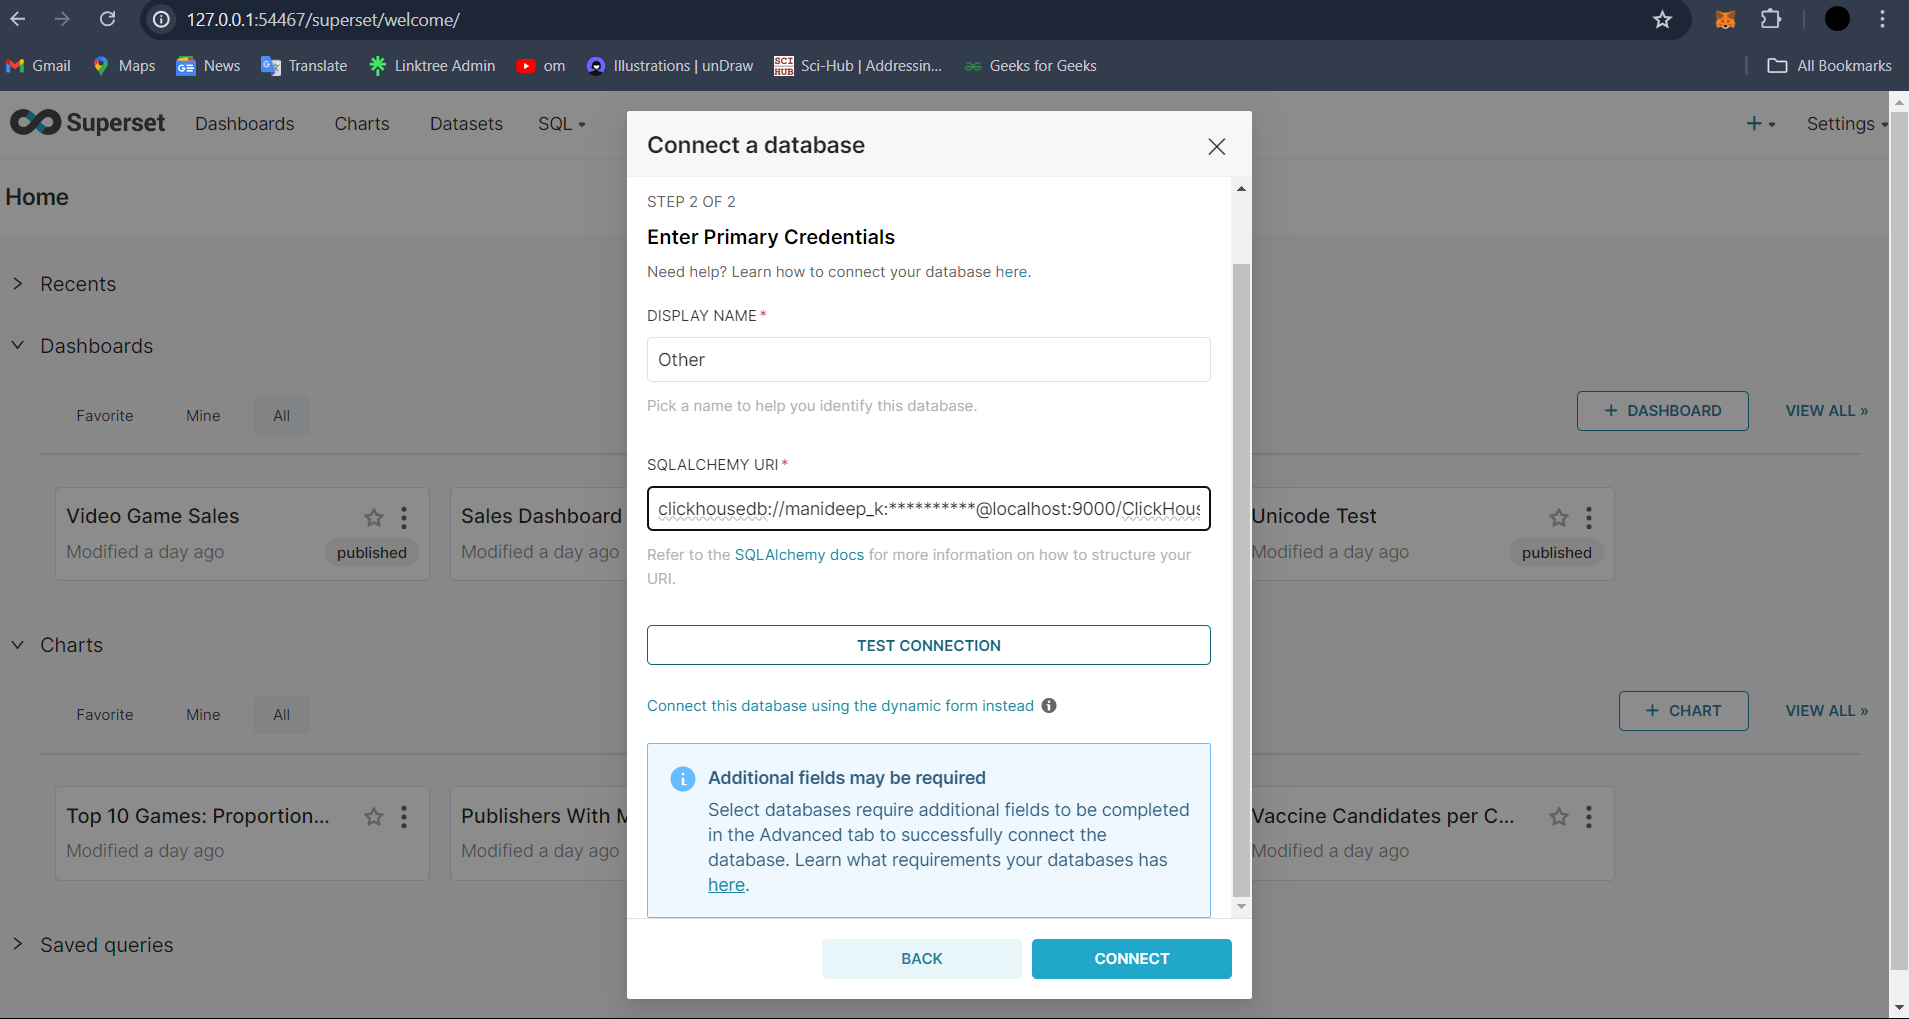 127.0.0.1:54467/superset/welcome/
Gmail Maps News Translate Linktree Admin om Illustrations | unDraw SCI HUB Sci-Hub | Addressin... Geeks for Geeks All Bookmarks
Superset Dashboards Charts Datasets SQL + Settings
Connect a database
Home
STEP 2 OF 2
Enter Primary Credentials
Need help? Learn how to connect your database here.
Recents
DISPLAY NAME *
Dashboards
Other
Pick a name to help you identify this database.
Favorite Mine All
+ DASHBOARD VIEW ALL »
SQLALCHEMY URI *
clickhousedb://manideep_k:**********@localhost:9000/ClickHous
Video Game Sales
Modified a day ago
published
Sales Dashboard
Modified a day ago
Unicode Test
Modified a day ago
published
Refer to the SQLAlchemy docs for more information on how to structure your
URI.
TEST CONNECTION
Charts
Connect this database using the dynamic form instead
Favorite Mine All
+ CHART VIEW ALL »
Additional fields may be required
Select databases require additional fields to be completed
in the Advanced tab to successfully connect the
database. Learn what requirements your databases has
here.
Top 10 Games: Proportion...
Modified a day ago
Publishers With M
Modified a day ago
Vaccine Candidates per C...
Modified a day ago
Saved queries
BACK CONNECT